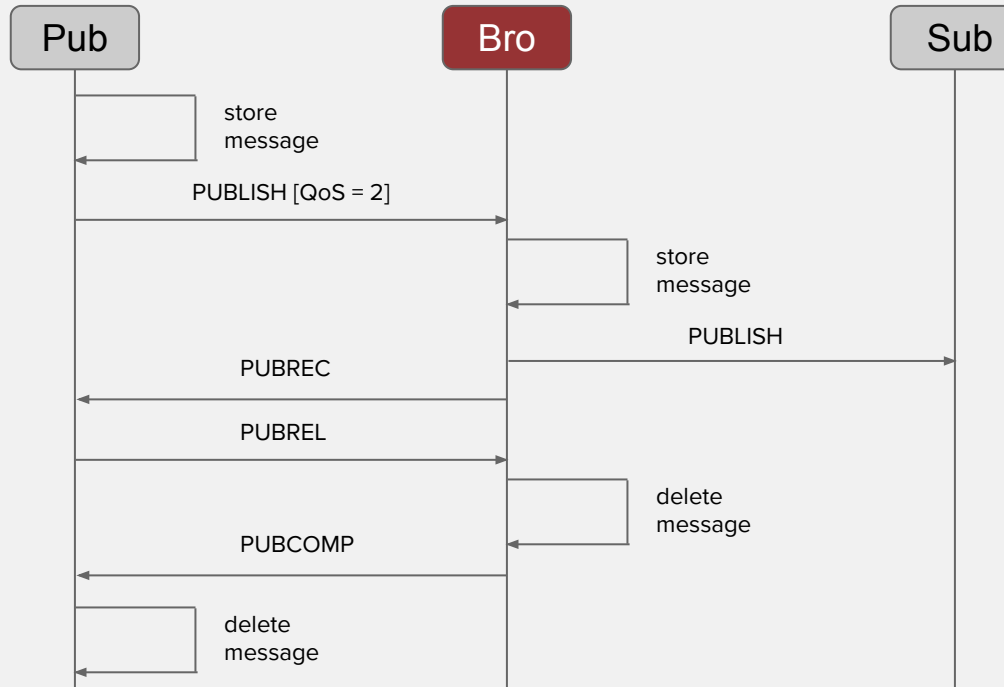 Pub
Bro
Sub
store
message
PUBLISH [QoS = 2]
store
message
PUBLISH
PUBREC
PUBREL
delete
message
PUBCOMP
delete
message